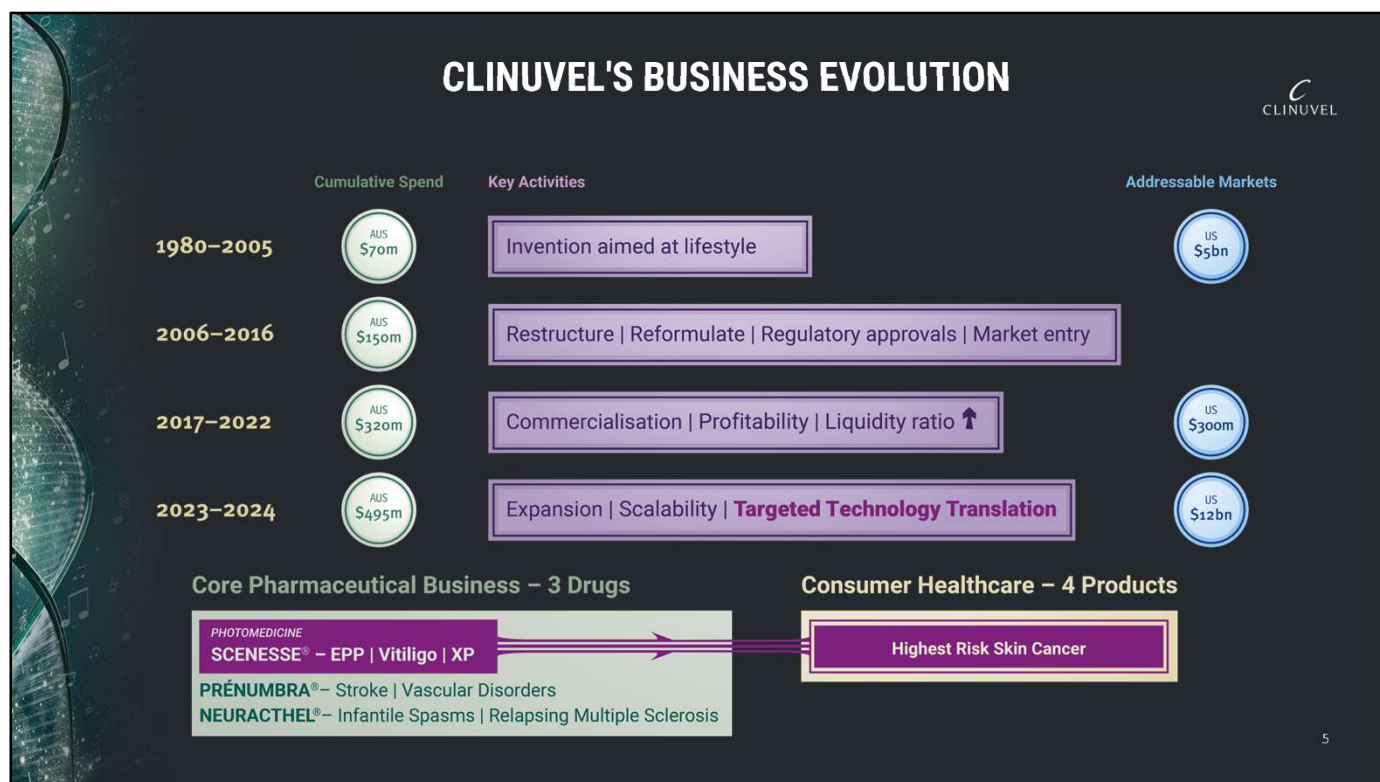 CLINUVEL'S BUSINESS EVOLUTION
C
CLINUVEL
Cumulative Spend
Key Activities
Addressable Markets
1980–2005
AUS
$70m
Invention aimed at lifestyle
US
$5bn
2006–2016
AUS
$150m
Restructure | Reformulate | Regulatory approvals | Market entry
2017–2022
AUS
$320m
Commercialisation | Profitability | Liquidity ratio
US
$300m
2023–2024
AUS
$495m
Expansion | Scalability | Targeted Technology Translation
US
$12bn
Core Pharmaceutical Business – 3 Drugs
PHOTOMEDICINE
SCENESSE® – EPP | Vitiligo | XP
PRÉNUMBRA®– Stroke | Vascular Disorders
NEURACTHEL®– Infantile Spasms | Relapsing Multiple Sclerosis
Consumer Healthcare – 4 Products
Highest Risk Skin Cancer
5